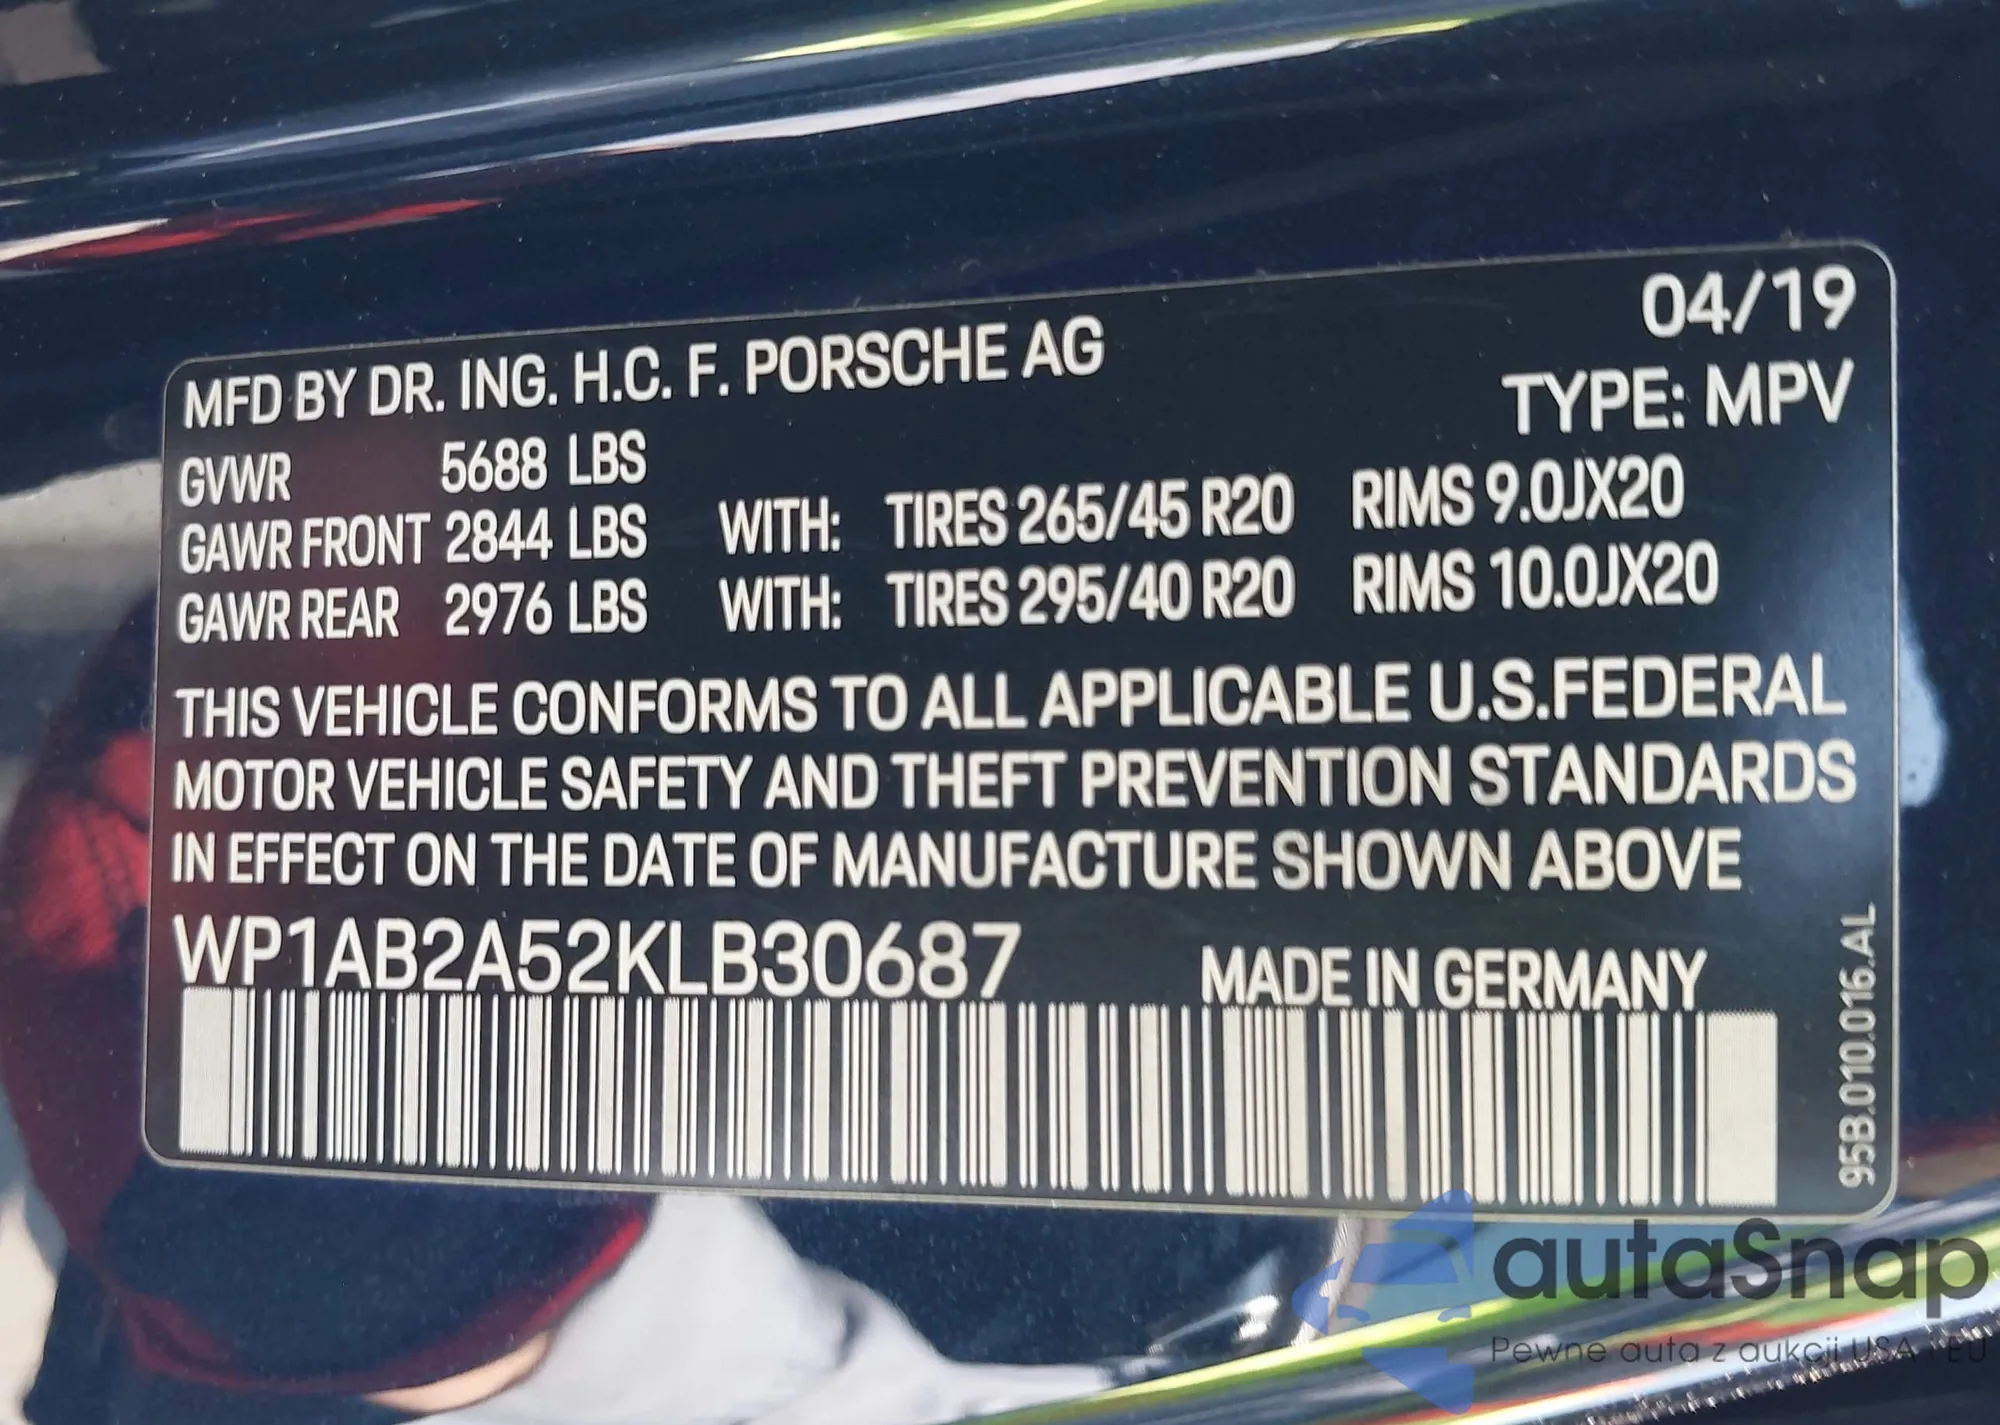 04/19
MFD BY DR. ING. H.C. F. PORSCHE AG
TYPE: MPV
GVWR 5688 LBS
GAWR FRONT 2844 LBS WITH: TIRES 265/45 R20 RIMS 9.0JX20
GAWR REAR 2976 LBS WITH: TIRES 295/40 R20 RIMS 10.0JX20
THIS VEHICLE CONFORMS TO ALL APPLICABLE U.S.FEDERAL
MOTOR VEHICLE SAFETY AND THEFT PREVENTION STANDARDS
IN EFFECT ON THE DATE OF MANUFACTURE SHOWN ABOVE
WP1AB2A52KLB30687
MADE IN GERMANY
95B.010.016.AL
autaSnap
Pewne auta z aukcji USA i EU